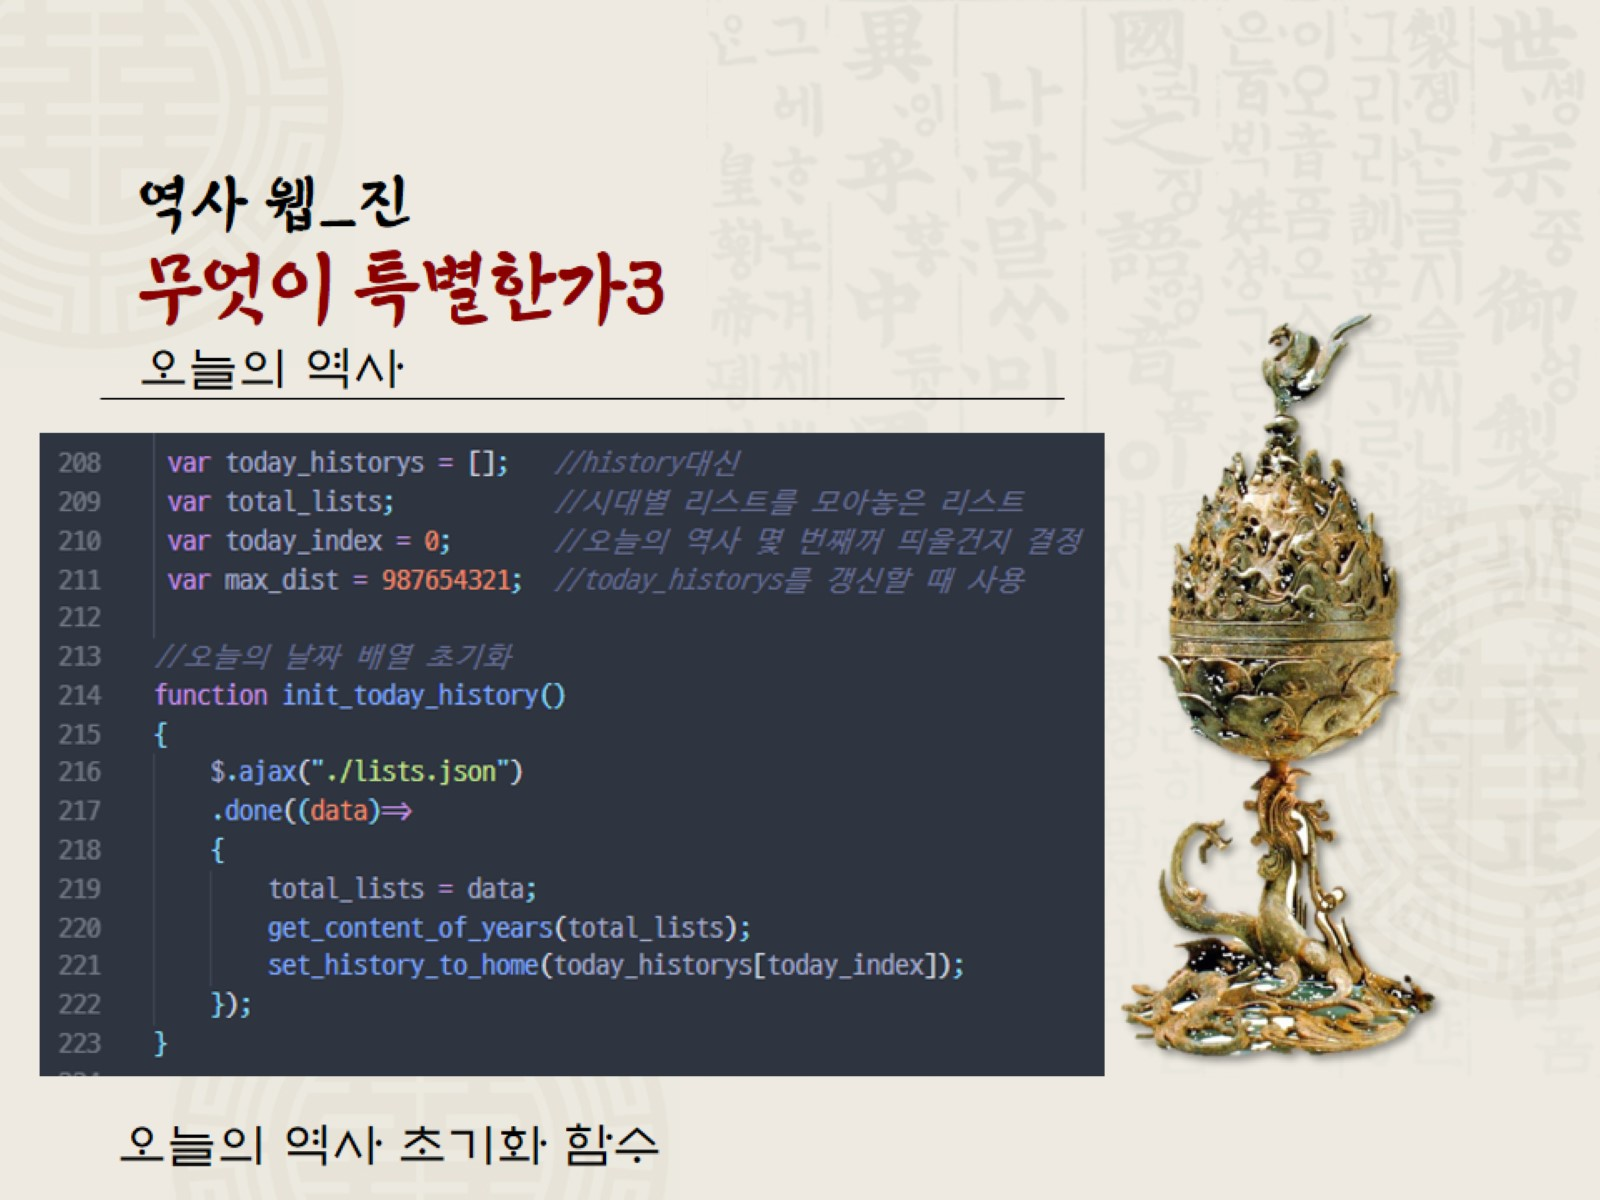 역사 웹_진
무엇이 특별한가3
오늘의 역사
208 var today_historys = []; //history대신
209 var total_lists; //시대별 리스트를 모아놓은 리스트
210 var today_index = 0; //오늘의 역사 몇 번째꺼 띄울건지 결정
211 var max_dist = 987654321; //today_historys를 갱신할 때 사용
212
213 //오늘의 날짜 배열 초기화
214 function init_today_history()
215 {
216 $.ajax("./lists.json")
217 .done((data)=>
218 {
219 total_lists = data;
220 get_content_of_years(total_lists);
221 set_history_to_home(today_historys[today_index]);
222 });
223 }
오늘의 역사 초기화 함수